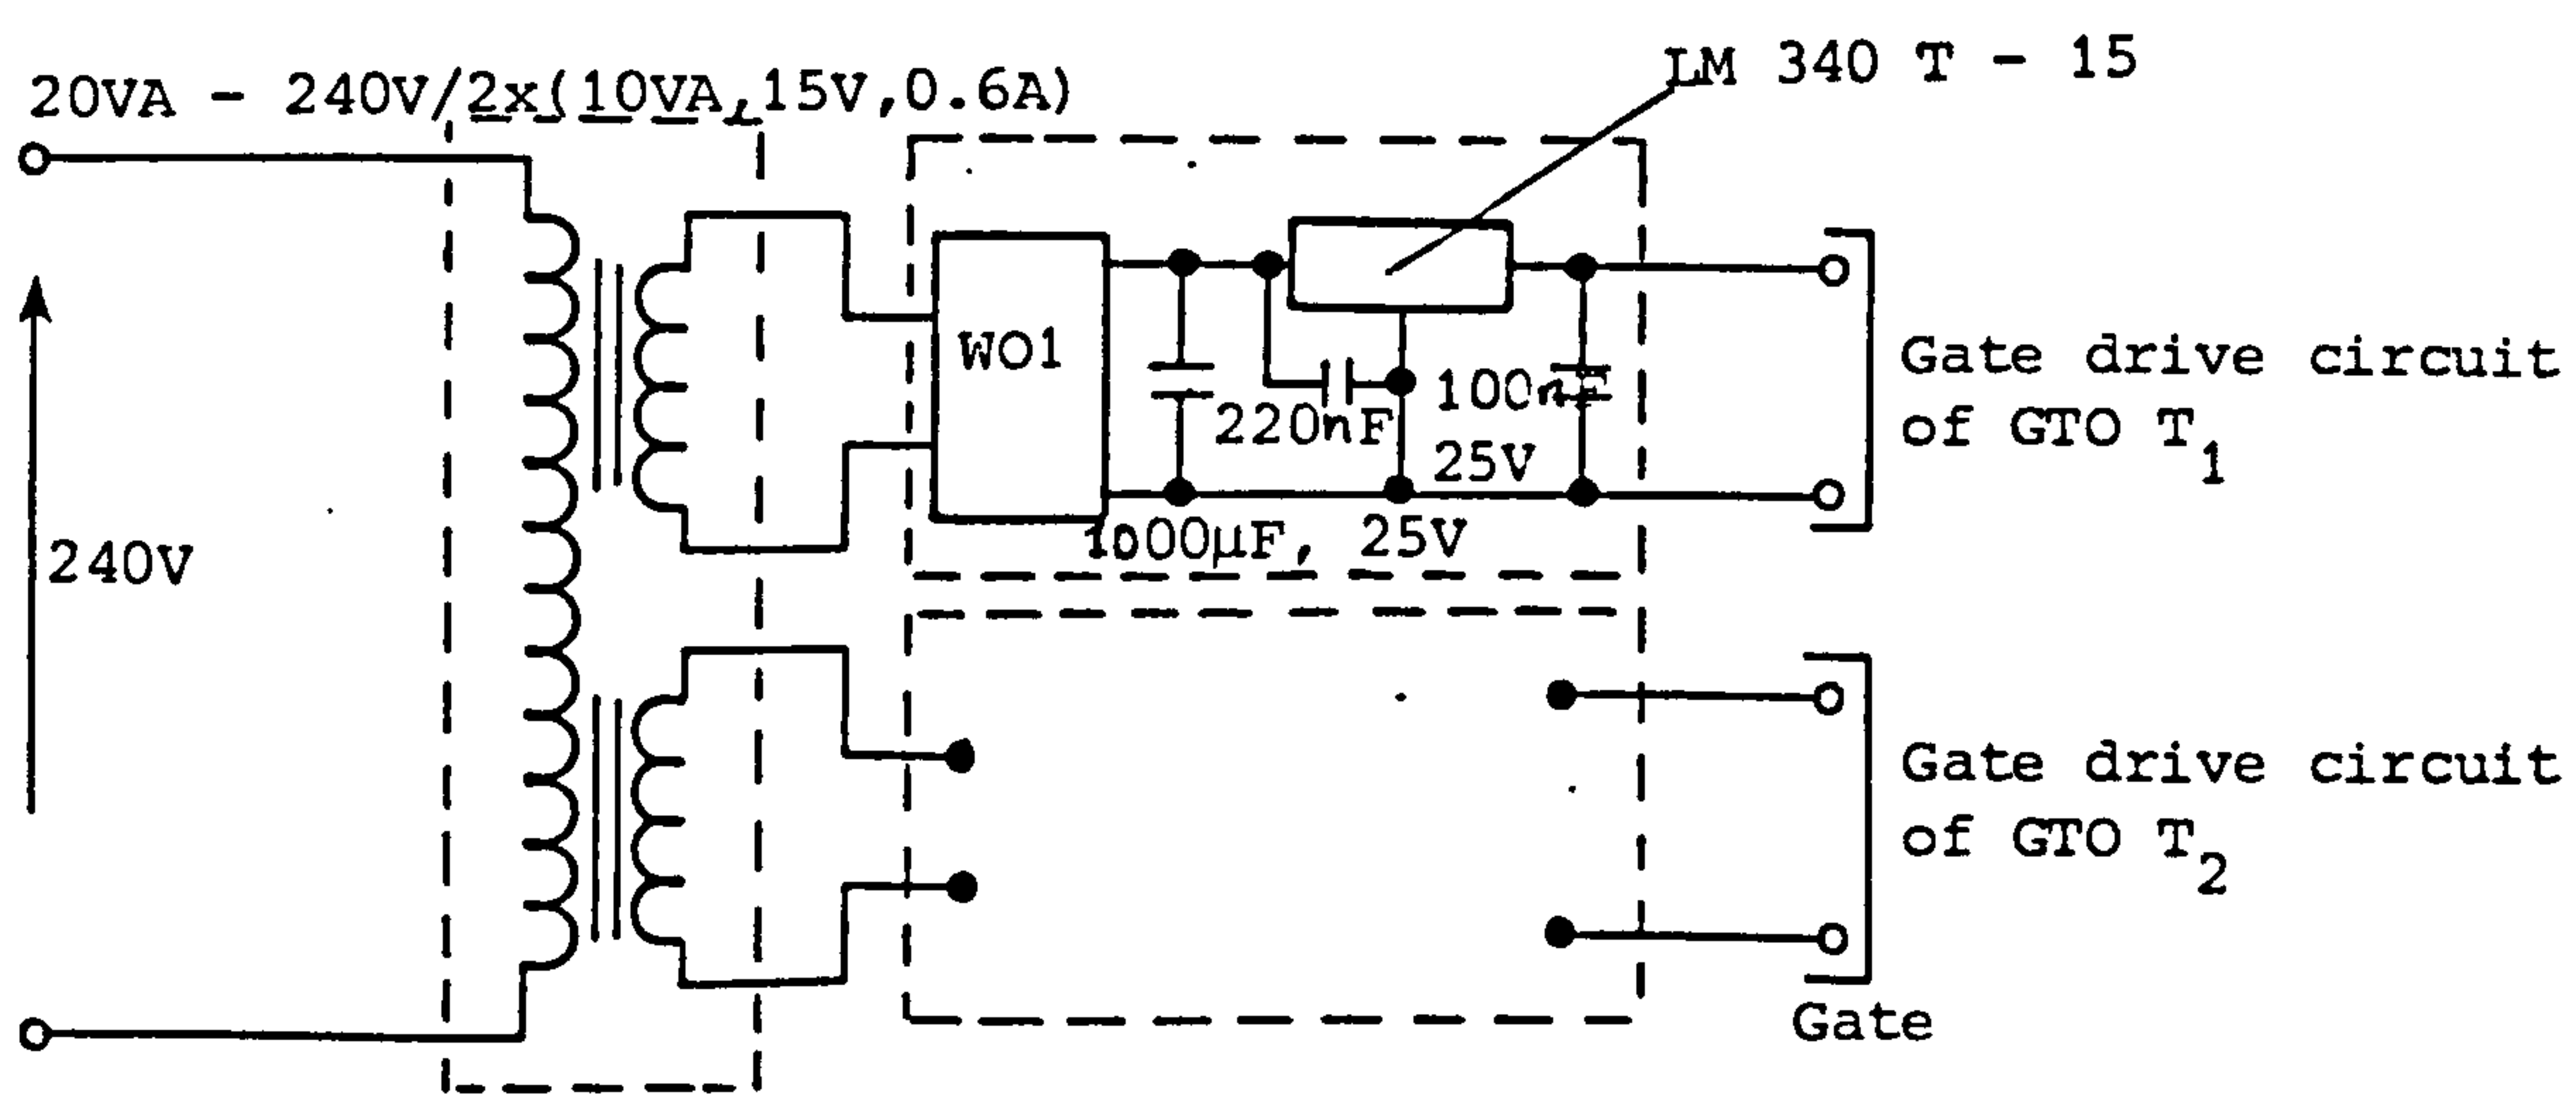 20VA - 240V/2x(10VA,15V,0.6A)
LM 340 T - 15
240V
WO1
220nF
100nF
25V
1000µF, 25V
Gate drive circuit
of GTO T1
Gate drive circuit
of GTO T2
Gate